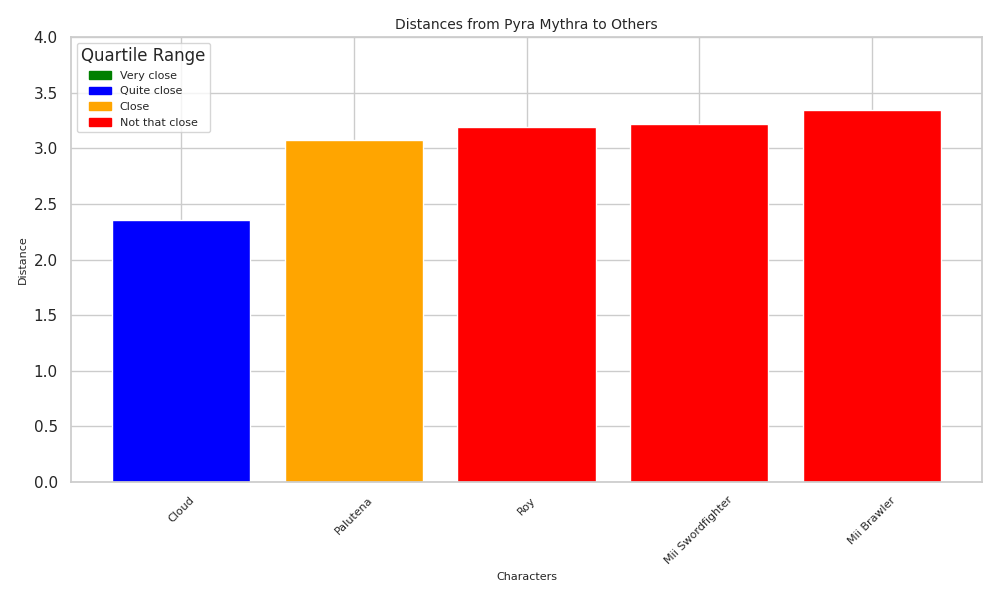 Distances from Pyra Mythra to Others
Quartile Range
Very close
Quite close
Close
Not that close
Distance
4.0
3.5
3.0
2.5
2.0
1.5
1.0
0.5
0.0
Cloud
Palutena
Roy
Mii Swordfighter
Mii Brawler
Characters